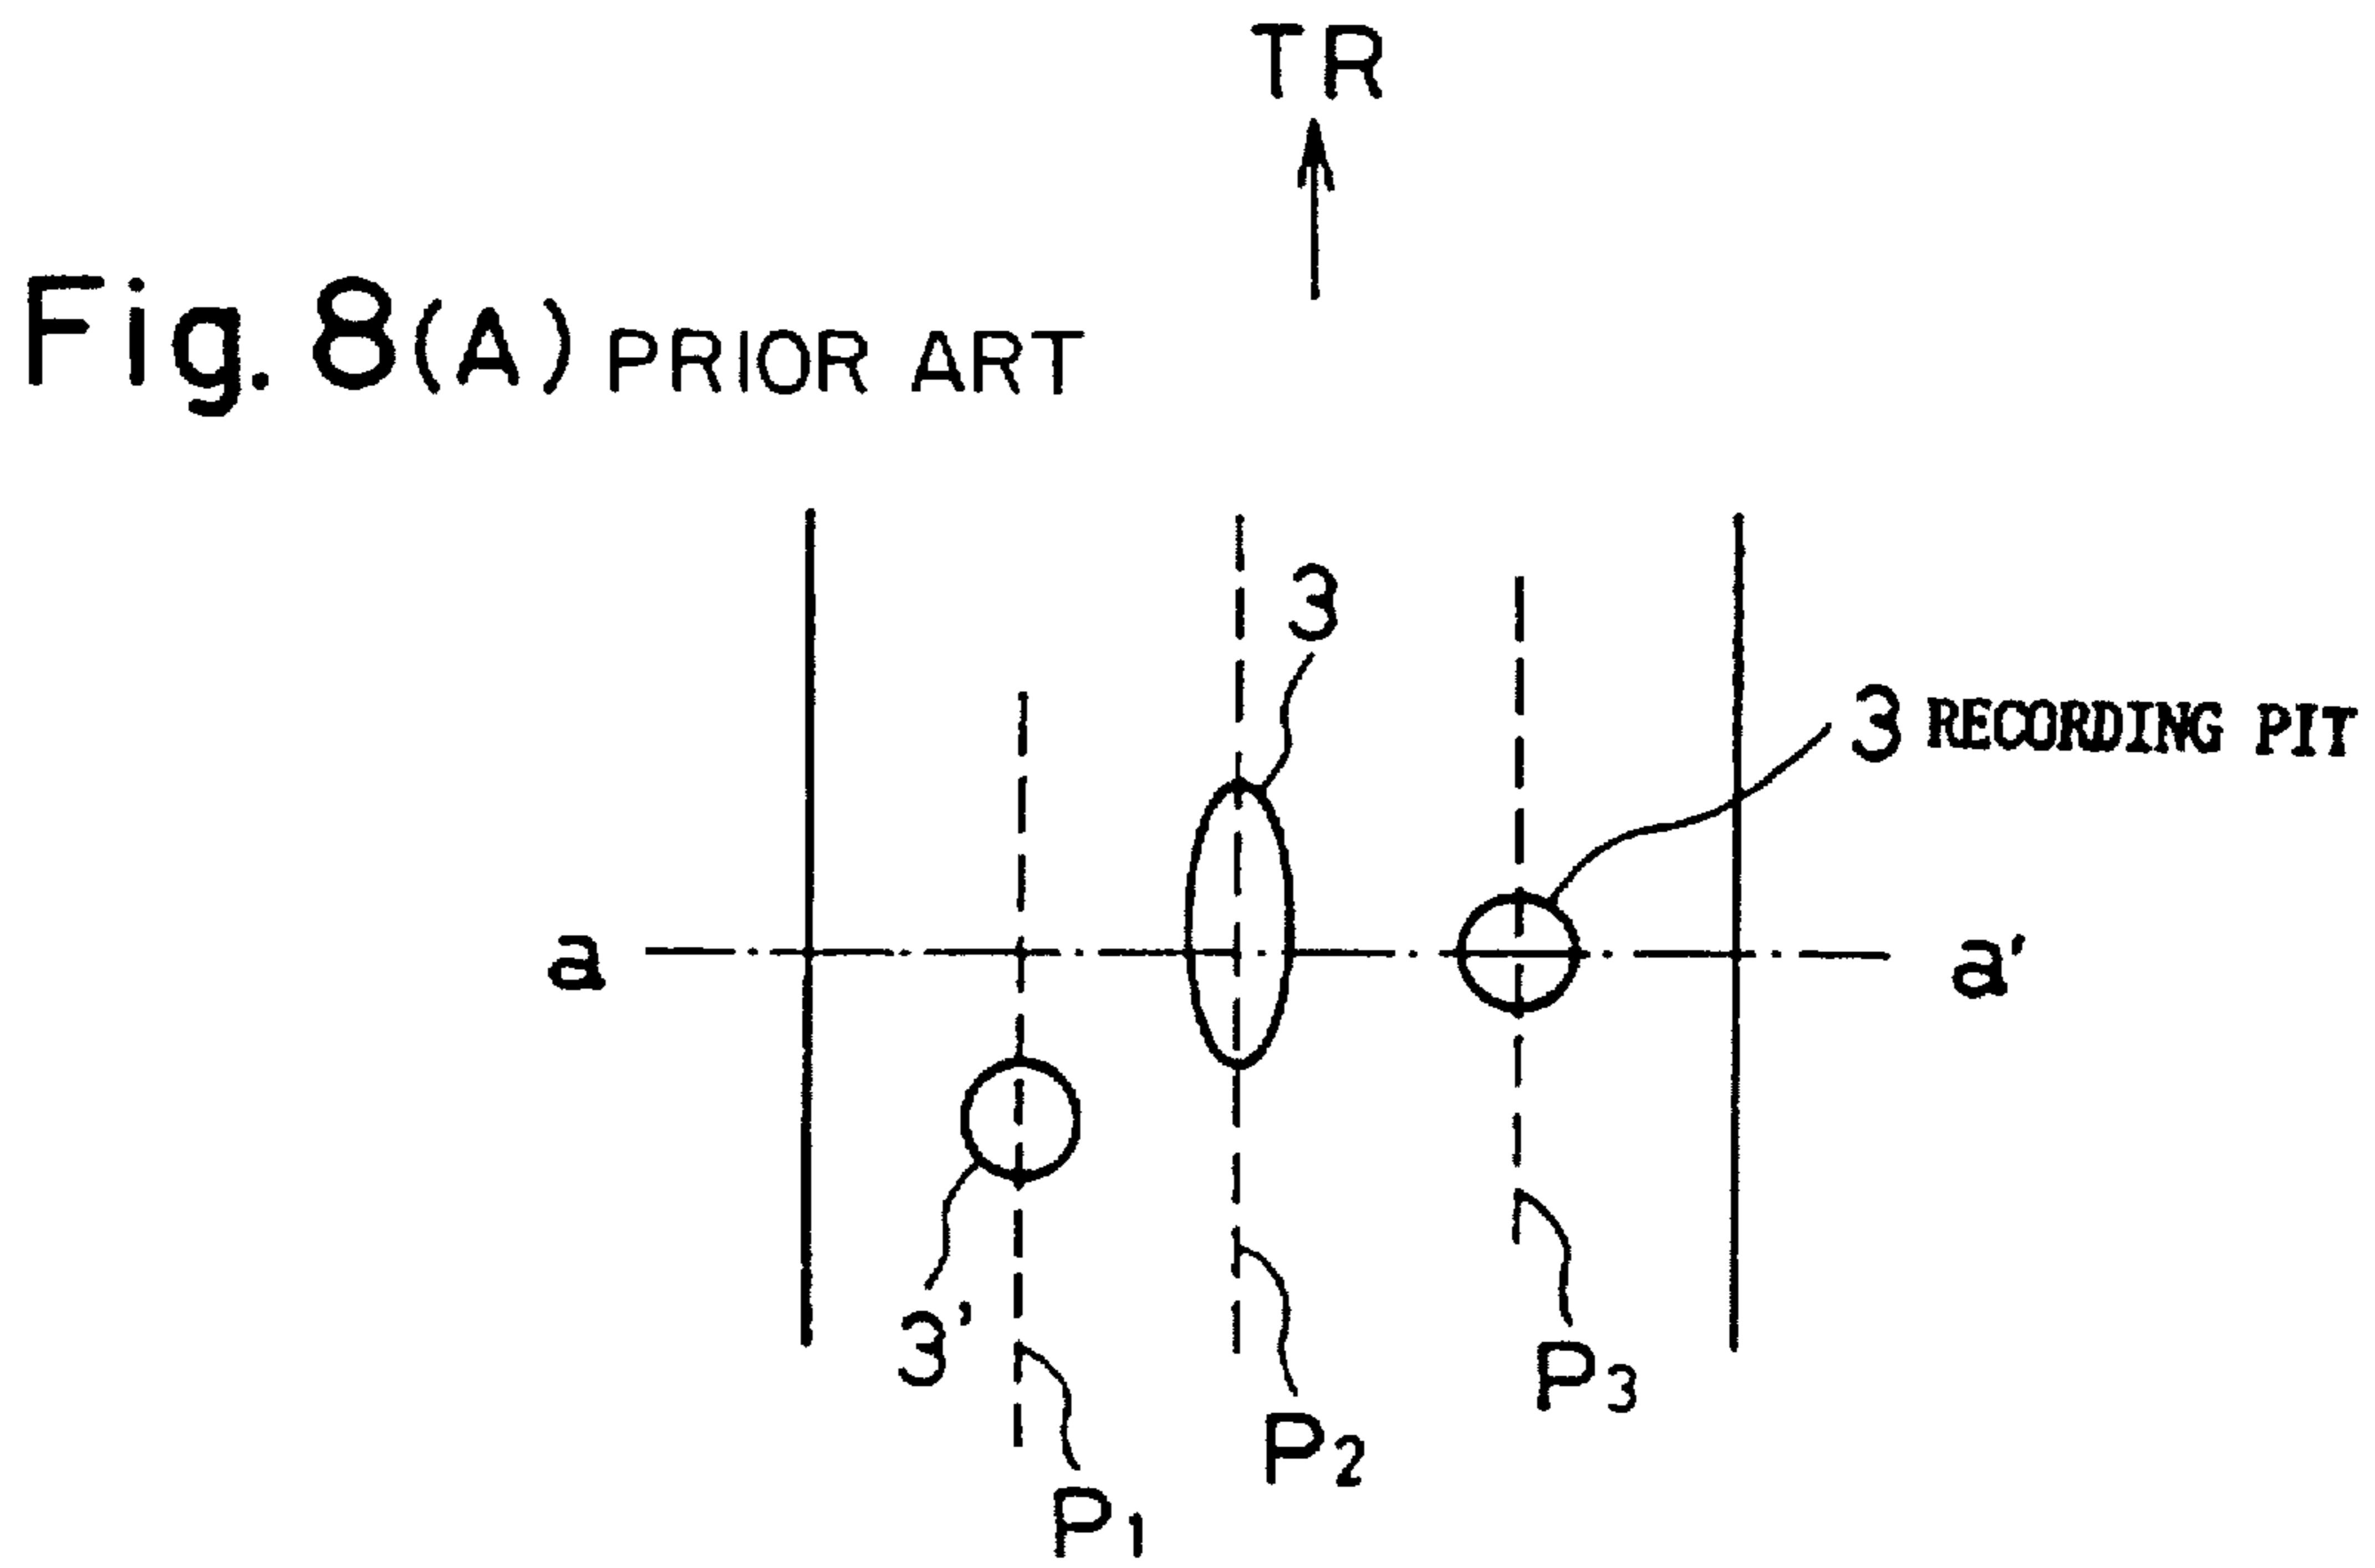 TR
Fig. 8(A) PRIOR ART
3
3 RECORDING PIT
a
a'
3'
P3
P2
P1